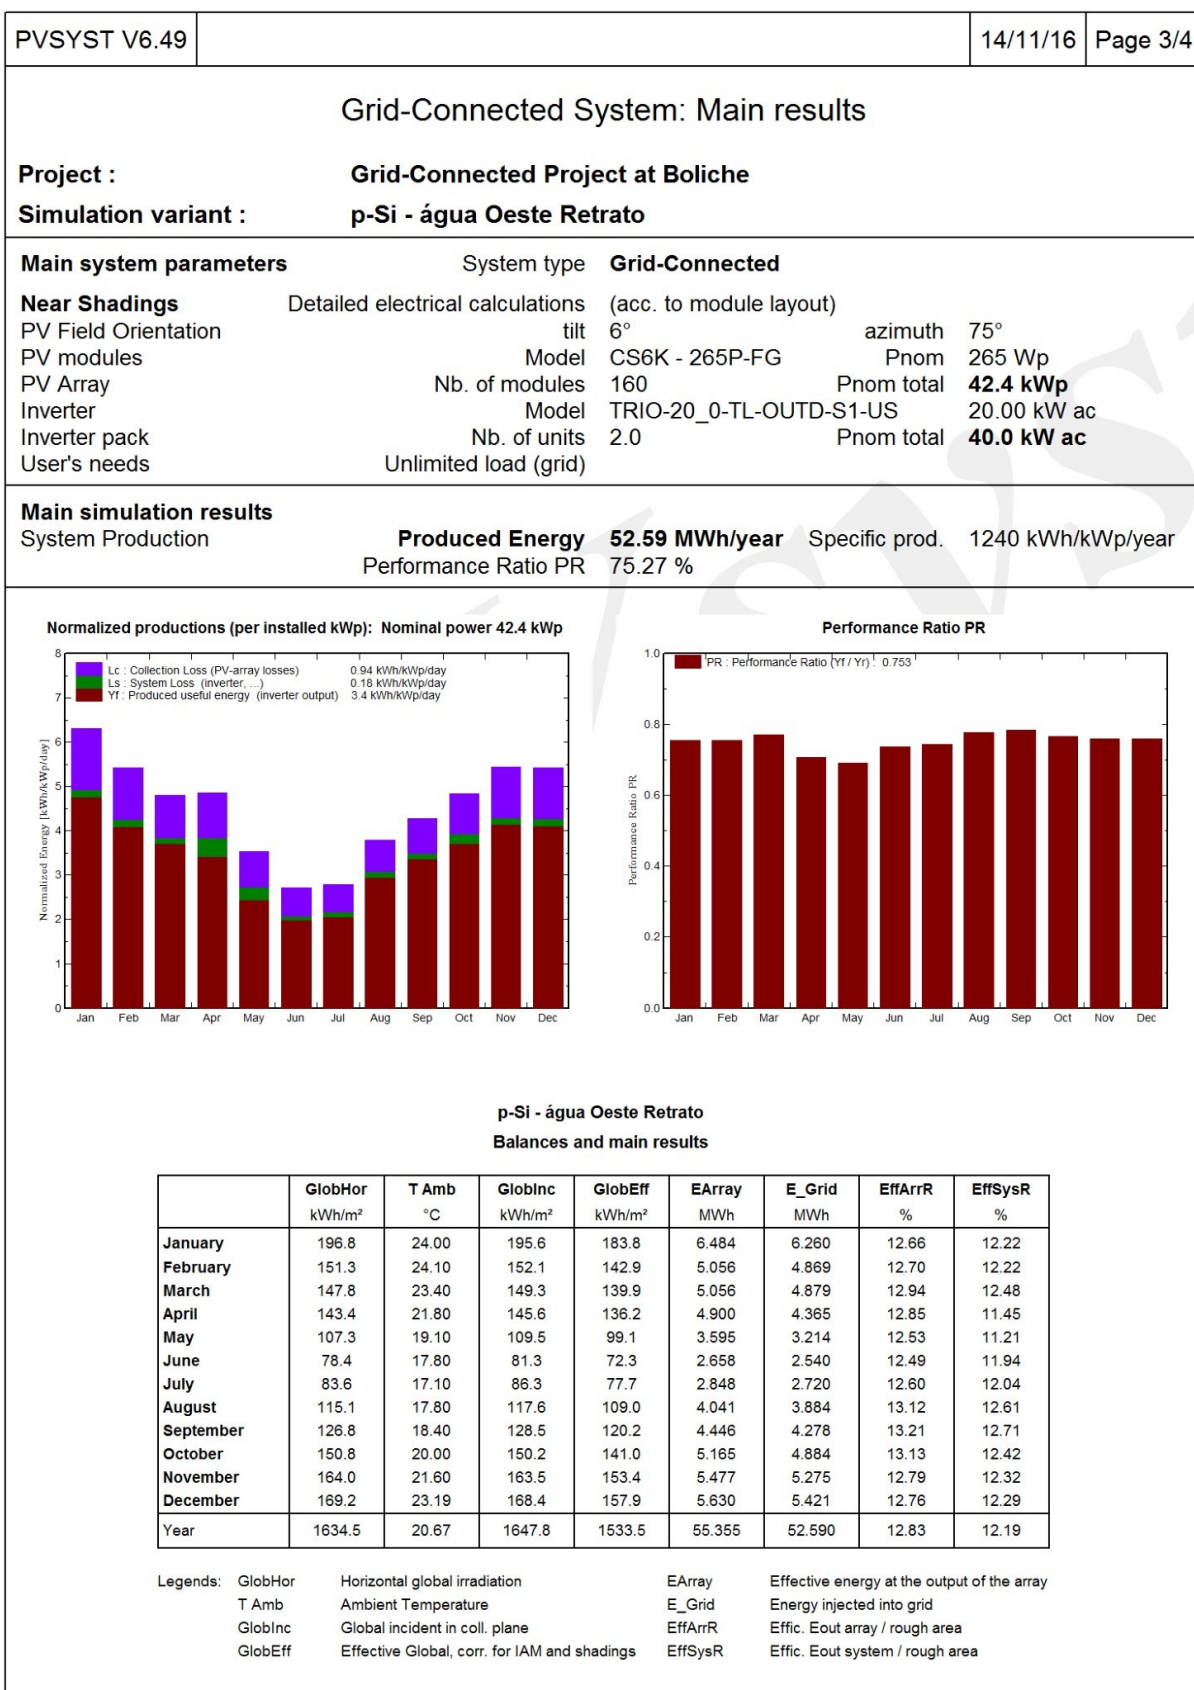 PVSYST V6.49 14/11/16 Page 3/4
Grid-Connected System: Main results
Project : Grid-Connected Project at Boliche
Simulation variant : p-Si - água Oeste Retrato
Main system parameters System type Grid-Connected
Near Shadings Detailed electrical calculations (acc. to module layout)
PV Field Orientation tilt 6° azimuth 75°
PV modules Model CS6K - 265P-FG Pnom 265 Wp
PV Array Nb. of modules 160 Pnom total 42.4 kWp
Inverter Model TRIO-20_0-TL-OUTD-S1-US 20.00 kW ac
Inverter pack Nb. of units 2.0 Pnom total 40.0 kW ac
User's needs Unlimited load (grid)
Main simulation results
System Production Produced Energy 52.59 MWh/year Specific prod. 1240 kWh/kWp/year
Performance Ratio PR 75.27 %
Normalized productions (per installed kWp): Nominal power 42.4 kWp
Lc : Collection Loss (PV-array losses) 0.94 kWh/kWp/day
Ls : System Loss (inverter, ...) 0.18 kWh/kWp/day
Yf : Produced useful energy (inverter output) 3.4 kWh/kWp/day
Normalized Energy [kWh/kWp/day]
8
7
6
5
4
3
2
1
0
Jan Feb Mar Apr May Jun Jul Aug Sep Oct Nov Dec
Performance Ratio PR
PR : Performance Ratio (Yf / Yr) : 0.753
Performance Ratio PR
1.0
0.8
0.6
0.4
0.2
0.0
Jan Feb Mar Apr May Jun Jul Aug Sep Oct Nov Dec
p-Si - água Oeste Retrato
Balances and main results
GlobHor T Amb GlobInc GlobEff EArray E_Grid EffArrR EffSysR
kWh/m² °C kWh/m² kWh/m² MWh MWh % %
January 196.8 24.00 195.6 183.8 6.484 6.260 12.66 12.22
February 151.3 24.10 152.1 142.9 5.056 4.869 12.70 12.22
March 147.8 23.40 149.3 139.9 5.056 4.879 12.94 12.48
April 143.4 21.80 145.6 136.2 4.900 4.365 12.85 11.45
May 107.3 19.10 109.5 99.1 3.595 3.214 12.53 11.21
June 78.4 17.80 81.3 72.3 2.658 2.540 12.49 11.94
July 83.6 17.10 86.3 77.7 2.848 2.720 12.60 12.04
August 115.1 17.80 117.6 109.0 4.041 3.884 13.12 12.61
September 126.8 18.40 128.5 120.2 4.446 4.278 13.21 12.71
October 150.8 20.00 150.2 141.0 5.165 4.884 13.13 12.42
November 164.0 21.60 163.5 153.4 5.477 5.275 12.79 12.32
December 169.2 23.19 168.4 157.9 5.630 5.421 12.76 12.29
Year 1634.5 20.67 1647.8 1533.5 55.355 52.590 12.83 12.19
Legends: GlobHor Horizontal global irradiation EArray Effective energy at the output of the array
T Amb Ambient Temperature E_Grid Energy injected into grid
GlobInc Global incident in coll. plane EffArrR Effic. Eout array / rough area
GlobEff Effective Global, corr. for IAM and shadings EffSysR Effic. Eout system / rough area